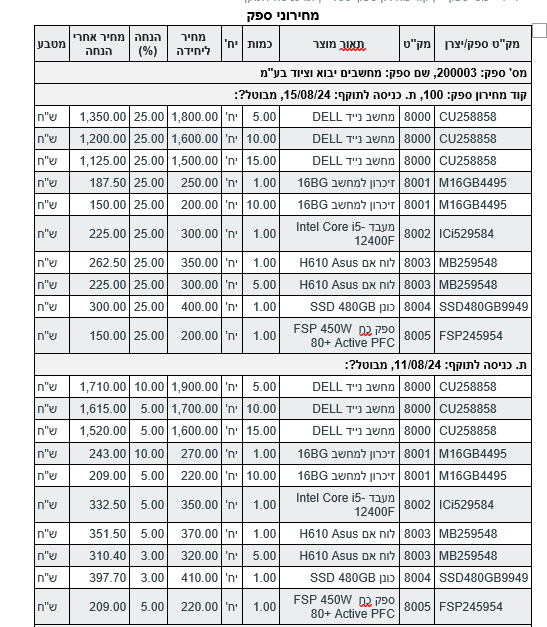 מחירוני ספק
מק"ט ספק/יצרן מק"ט תאור מוצר כמות יח' מחיר ליחידה הנחה (%) מחיר אחרי הנחה מטבע
מס' ספק: 200003, שם ספק: מחשבים יבוא וציוד בע"מ
קוד מחירון ספק: 100, ת. כניסה לתוקף: 15/08/24, מבוטל?:
CU258858 8000 מחשב נייד DELL 5.00 יח' 1,800.00 25.00 1,350.00 ש"ח
CU258858 8000 מחשב נייד DELL 10.00 יח' 1,600.00 25.00 1,200.00 ש"ח
CU258858 8000 מחשב נייד DELL 15.00 יח' 1,500.00 25.00 1,125.00 ש"ח
M16GB4495 8001 זיכרון למחשב 16BG 1.00 יח' 250.00 25.00 187.50 ש"ח
M16GB4495 8001 זיכרון למחשב 16BG 10.00 יח' 200.00 25.00 150.00 ש"ח
ICi529584 8002 מעבד Intel Core i5-12400F 1.00 יח' 300.00 25.00 225.00 ש"ח
MB259548 8003 לוח אם H610 Asus 1.00 יח' 350.00 25.00 262.50 ש"ח
MB259548 8003 לוח אם H610 Asus 5.00 יח' 300.00 25.00 225.00 ש"ח
SSD480GB9949 8004 כונן SSD 480GB 1.00 יח' 400.00 25.00 300.00 ש"ח
FSP245954 8005 ספק כח FSP 450W 80+ Active PFC 1.00 יח' 200.00 25.00 150.00 ש"ח
ת. כניסה לתוקף: 11/08/24, מבוטל?:
CU258858 8000 מחשב נייד DELL 5.00 יח' 1,900.00 10.00 1,710.00 ש"ח
CU258858 8000 מחשב נייד DELL 10.00 יח' 1,700.00 5.00 1,615.00 ש"ח
CU258858 8000 מחשב נייד DELL 15.00 יח' 1,600.00 5.00 1,520.00 ש"ח
M16GB4495 8001 זיכרון למחשב 16BG 1.00 יח' 270.00 10.00 243.00 ש"ח
M16GB4495 8001 זיכרון למחשב 16BG 10.00 יח' 220.00 5.00 209.00 ש"ח
ICi529584 8002 מעבד Intel Core i5-12400F 1.00 יח' 350.00 5.00 332.50 ש"ח
MB259548 8003 לוח אם H610 Asus 1.00 יח' 370.00 5.00 351.50 ש"ח
MB259548 8003 לוח אם H610 Asus 5.00 יח' 320.00 3.00 310.40 ש"ח
SSD480GB9949 8004 כונן SSD 480GB 1.00 יח' 410.00 3.00 397.70 ש"ח
FSP245954 8005 ספק כח FSP 450W 80+ Active PFC 1.00 יח' 220.00 5.00 209.00 ש"ח